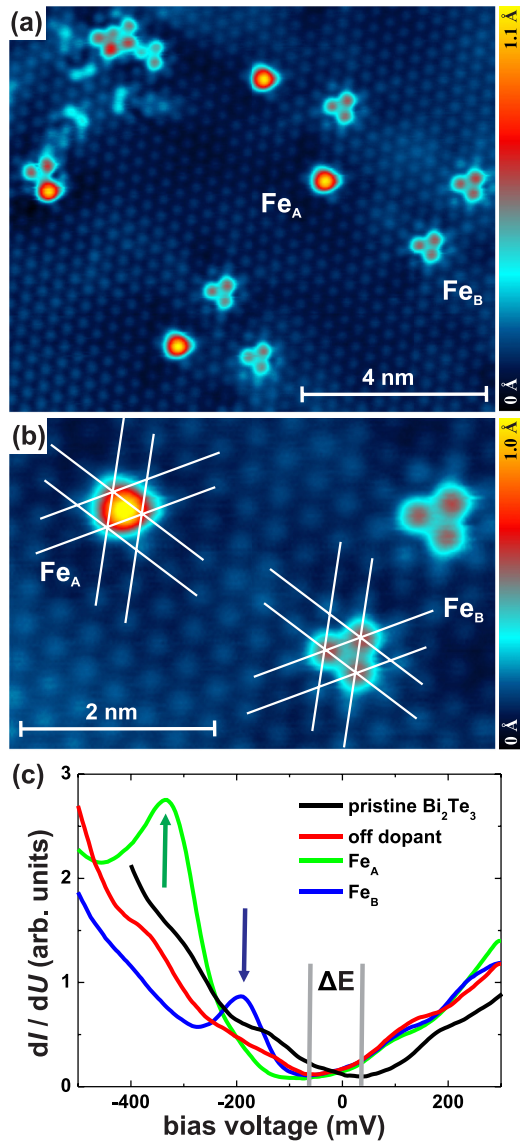 (a)
1.1 Å
Fe_A
Fe_B
4 nm
0 Å
(b)
1.0 Å
Fe_A
Fe_B
2 nm
0 Å
(c)
3
pristine Bi₂Te₃
off dopant
Fe_A
2
Fe_B
dI / dU (arb. units)
1
ΔE
0
-400 -200 0 200
bias voltage (mV)